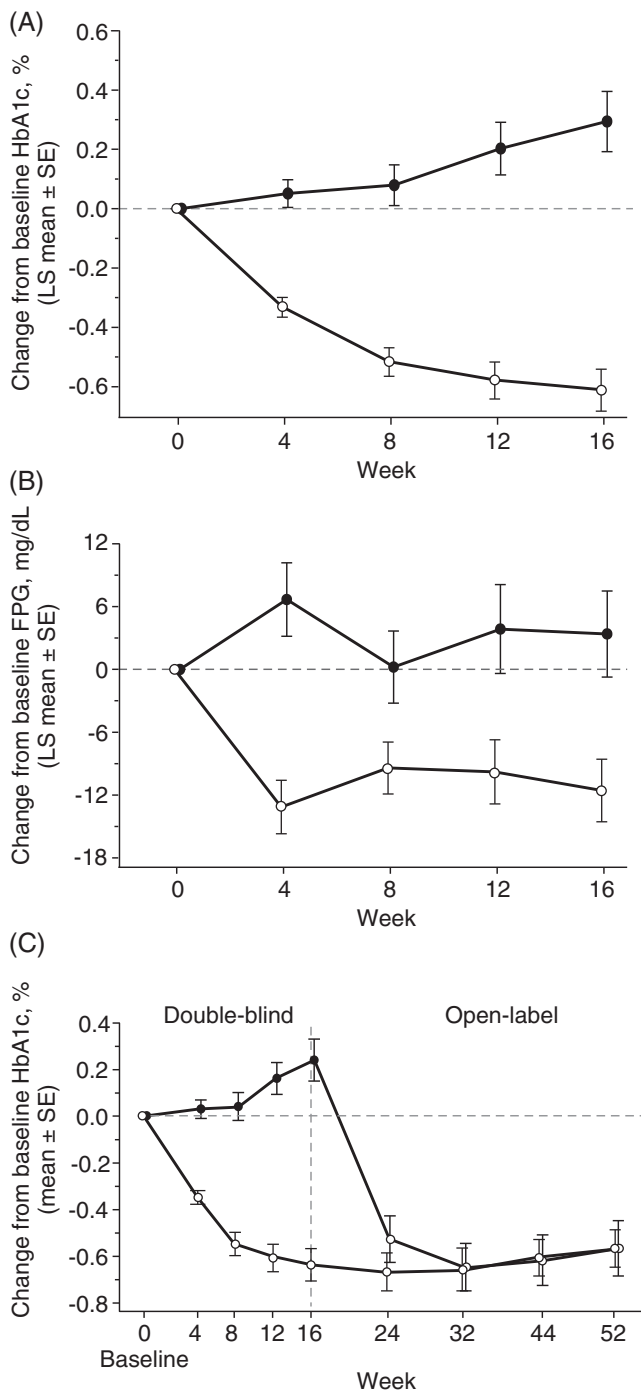 (A)
Change from baseline HbA1c, %
(LS mean ± SE)
0.6
0.4
0.2
0.0
-0.2
-0.4
-0.6
0 4 8 12 16
Week
(B)
Change from baseline FPG, mg/dL
(LS mean ± SE)
12
6
0
-6
-12
-18
0 4 8 12 16
Week
(C)
Change from baseline HbA1c, %
(mean ± SE)
Double-blind Open-label
0.4
0.2
0.0
-0.2
-0.4
-0.6
-0.8
0 4 8 12 16 24 32 44 52
Baseline
Week